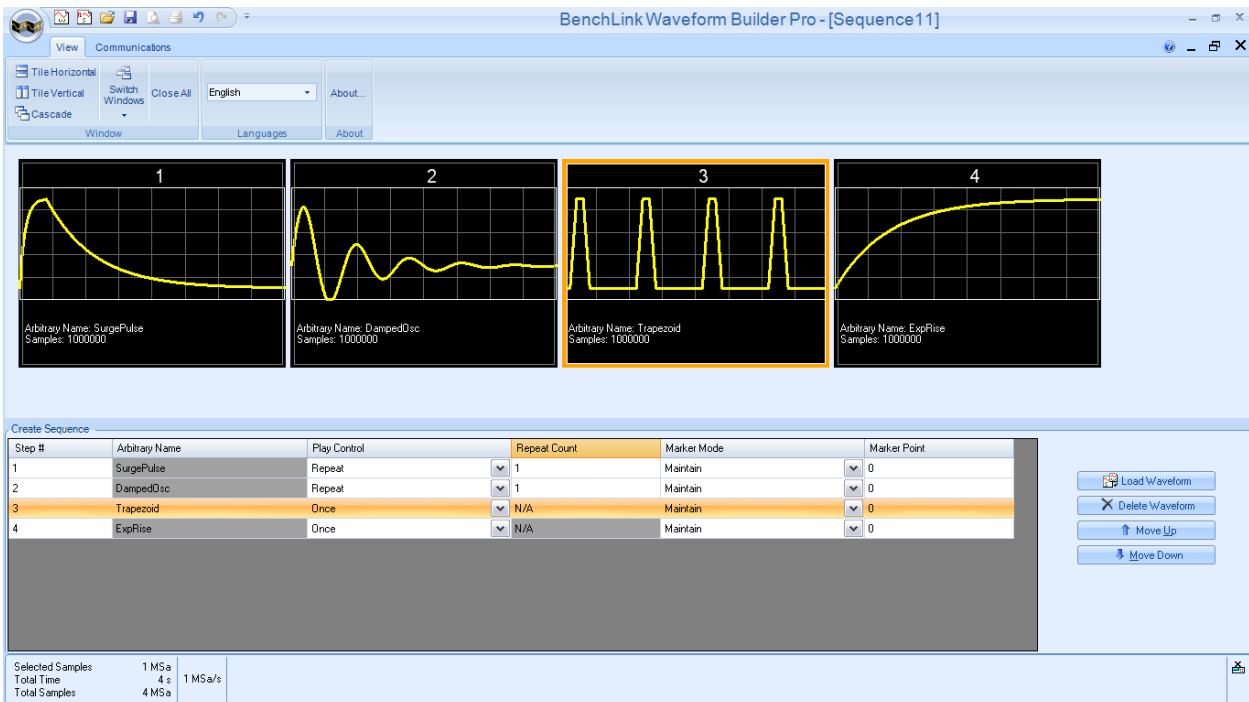 BenchLink Waveform Builder Pro - [Sequence11]
View Communications
Tile Horizontal
Tile Vertical
Cascade
Switch Windows
Close All
Window
English
Languages
About...
About
1
2
3
4
Arbitrary Name: SurgePulse
Samples: 1000000
Arbitrary Name: DampedOsc
Samples: 1000000
Arbitrary Name: Trapezoid
Samples: 1000000
Arbitrary Name: ExpRise
Samples: 1000000
Create Sequence
Step # Arbitrary Name Play Control Repeat Count Marker Mode Marker Point
1 SurgePulse Repeat 1 Maintain 0
2 DampedOsc Repeat 1 Maintain 0
3 Trapezoid Once N/A Maintain 0
4 ExpRise Once N/A Maintain 0
Load Waveform
Delete Waveform
Move Up
Move Down
Selected Samples 1 MSa
Total Time 4 s 1 MSa/s
Total Samples 4 MSa